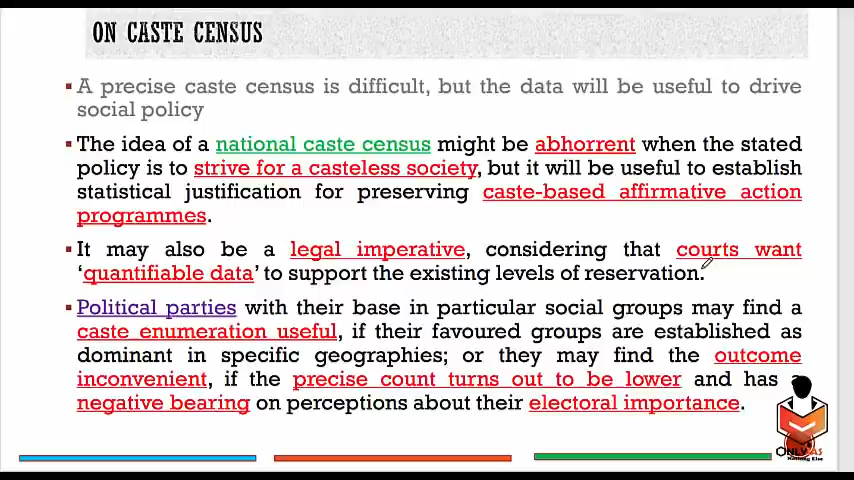 ON CASTE CENSUS
A precise caste census is difficult, but the data will be useful to drive
social policy
The idea of a national caste census might be abhorrent when the stated
policy is to strive for a casteless society, but it will be useful to establish
statistical justification for preserving caste-based affirmative action
programmes.
It may also be a legal imperative, considering that courts want
‘quantifiable data’ to support the existing levels of reservation.
Political parties with their base in particular social groups may find a
caste enumeration useful, if their favoured groups are established as
dominant in specific geographies; or they may find the outcome
inconvenient, if the precise count turns out to be lower and has
negative bearing on perceptions about their electoral importance.
ONLYIAS
Nothing Else